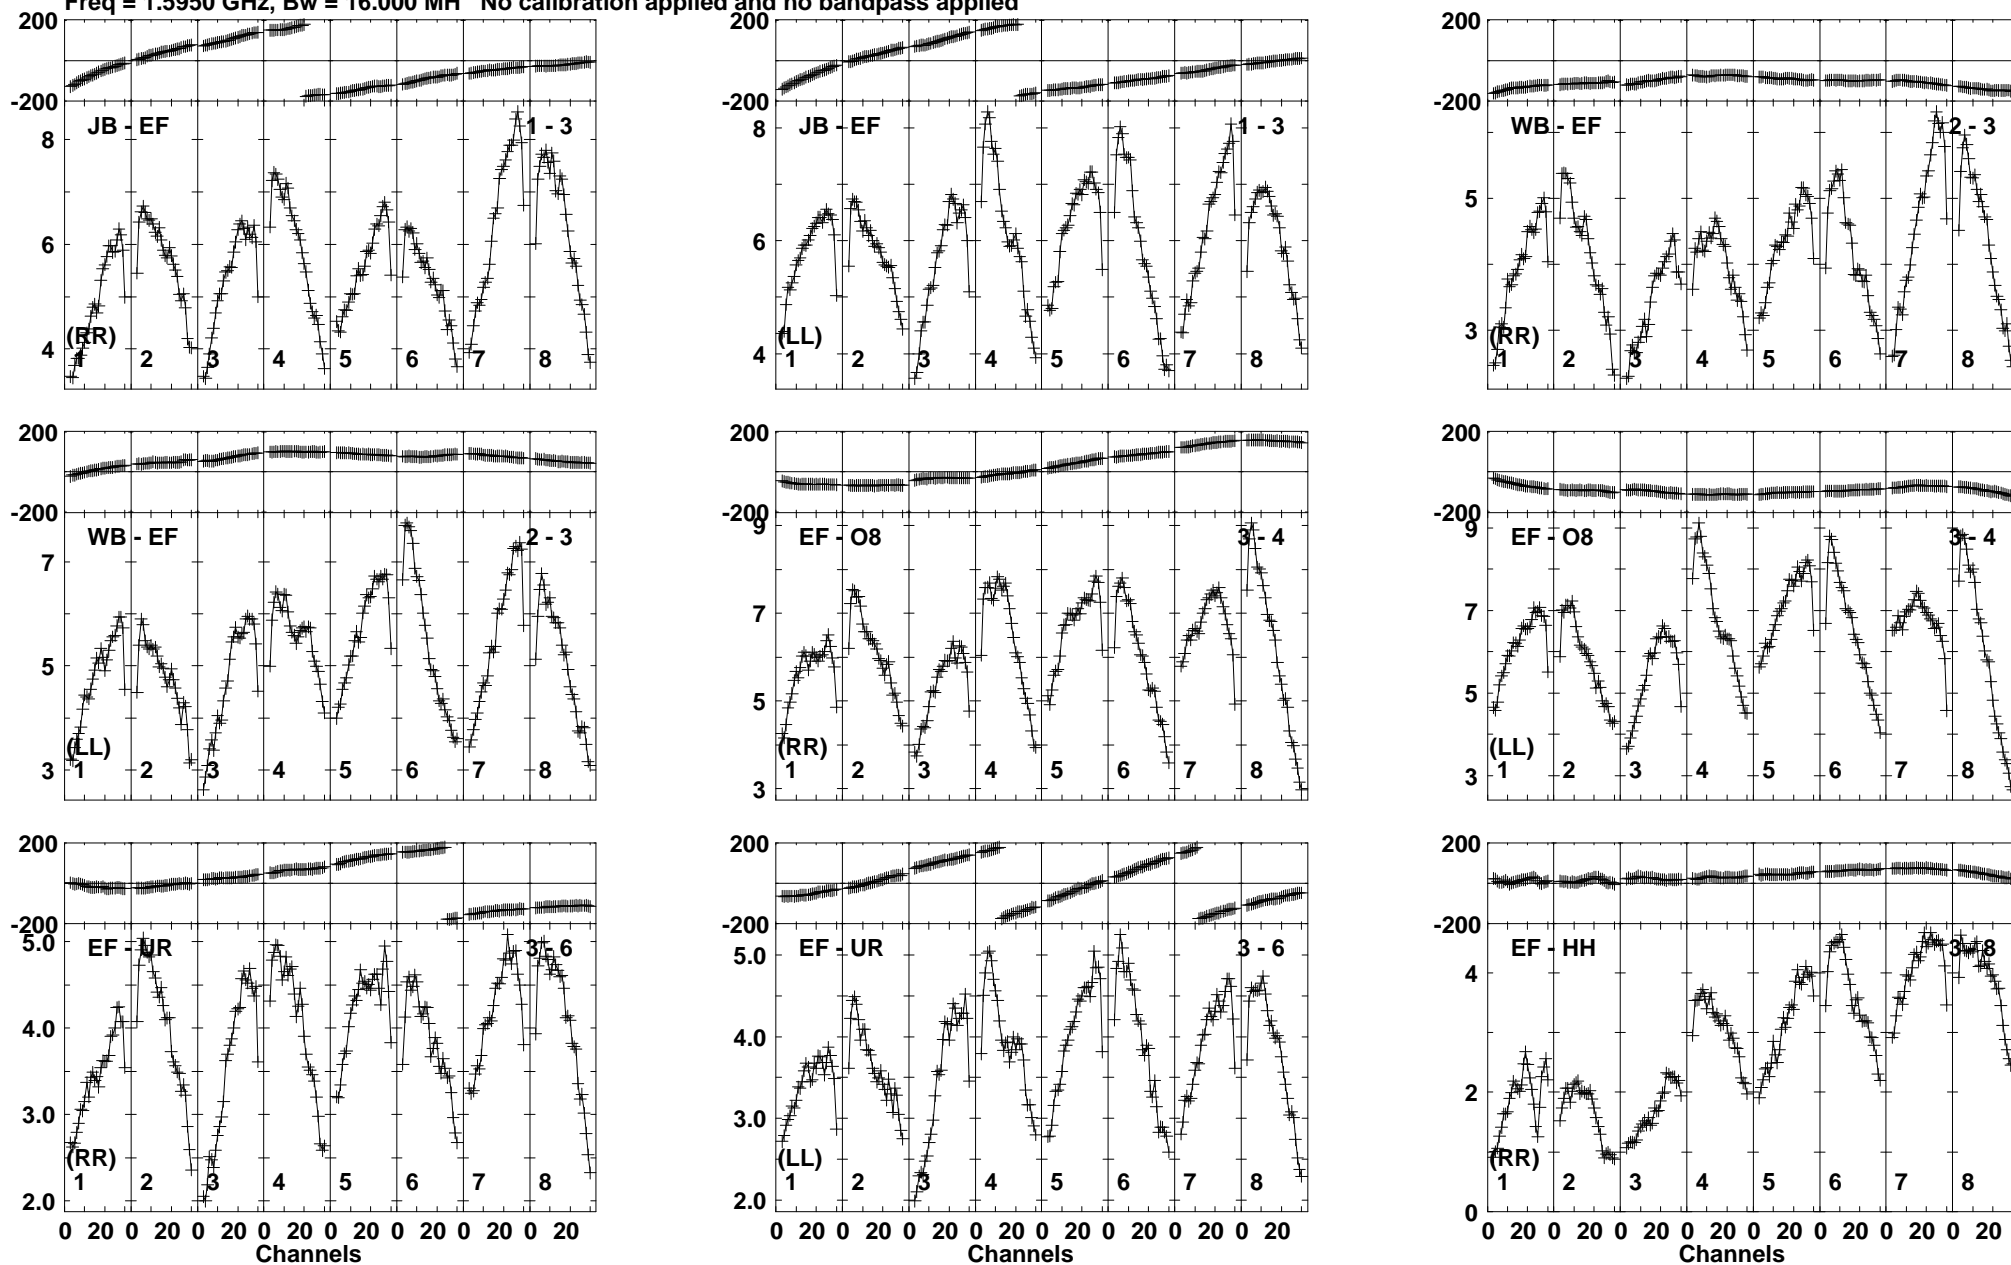 Freq = 1.5950 GHz, Bw = 16.000 MH No calibration applied and no bandpass applied
200 200 200
-200 -200 -200
JB - EF 1 - 3 JB - EF 1 - 3 WB - EF 2 - 3
8 8
6 6 5
4 4 3
(RR) (LL) (RR)
1 2 3 4 5 6 7 8 1 2 3 4 5 6 7 8 1 2 3 4 5 6 7 8
200 200 200
-200 -200 -200
WB - EF 2 - 3 EF - O8 3 - 4 EF - O8 3 - 4
9 9
7 7 7
5 5 5
3 3 3
(LL) (RR) (LL)
1 2 3 4 5 6 7 8 1 2 3 4 5 6 7 8 1 2 3 4 5 6 7 8
200 200 200
-200 -200 -200
EF - UR 3 - 6 EF - UR 3 - 6 EF - HH 3 - 8
5.0 5.0 4
4.0 4.0
3.0 3.0 2
2.0 2.0 0
(RR) (LL) (RR)
1 2 3 4 5 6 7 8 1 2 3 4 5 6 7 8 1 2 3 4 5 6 7 8
0 20 0 20 0 20 0 20 0 20 0 20 0 20 0 20 0 20 0 20 0 20 0 20 0 20 0 20 0 20 0 20 0 20 0 20 0 20 0 20 0 20 0 20 0 20 0 20
Channels Channels Channels